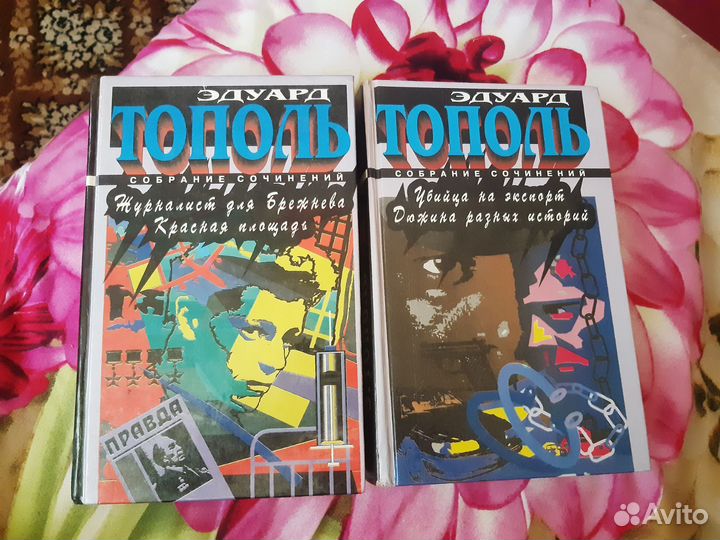 ЭДУАРД
ТОПОЛЬ
СОБРАНИЕ СОЧИНЕНИЙ
Журналист для Брежнева
Красная площадь
ПРАВДА
ЭДУАРД
ТОПОЛЬ
СОБРАНИЕ СОЧИНЕНИЙ
Убийца на экспорт
Дюжина разных историй
Avito